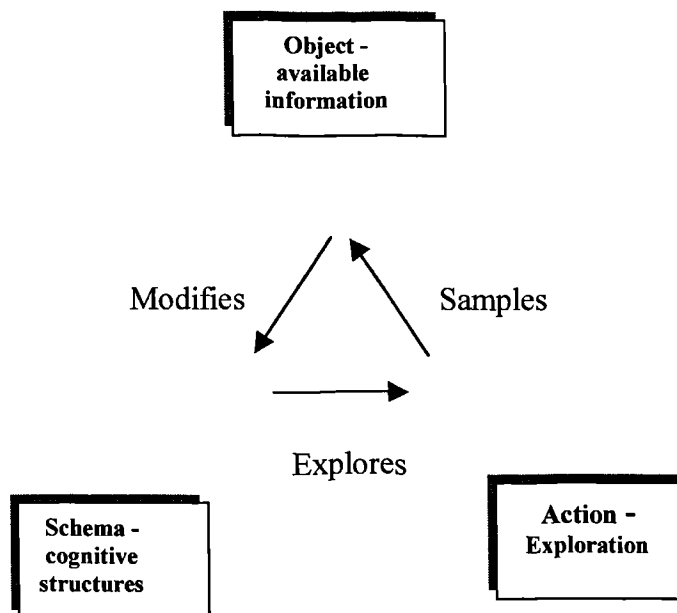 Object -
available
information
Modifies
Samples
Explores
Schema -
cognitive
structures
Action -
Exploration